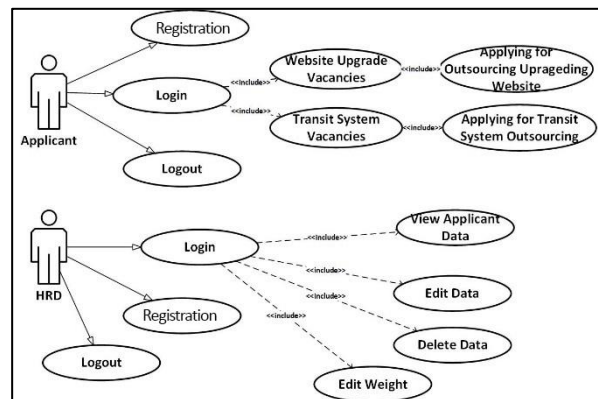 Registration
Applicant
Login
Logout
<<include>>
Website Upgrade
Vacancies
<<include>>
Applying for
Outsourcing Uprageding
Website
<<include>>
Transit System
Vacancies
<<include>>
Applying for Transit
System Outsourcing
HRD
Login
Registration
Logout
<<include>>
View Applicant
Data
<<include>>
Edit Data
<<include>>
Delete Data
<<include>>
Edit Weight